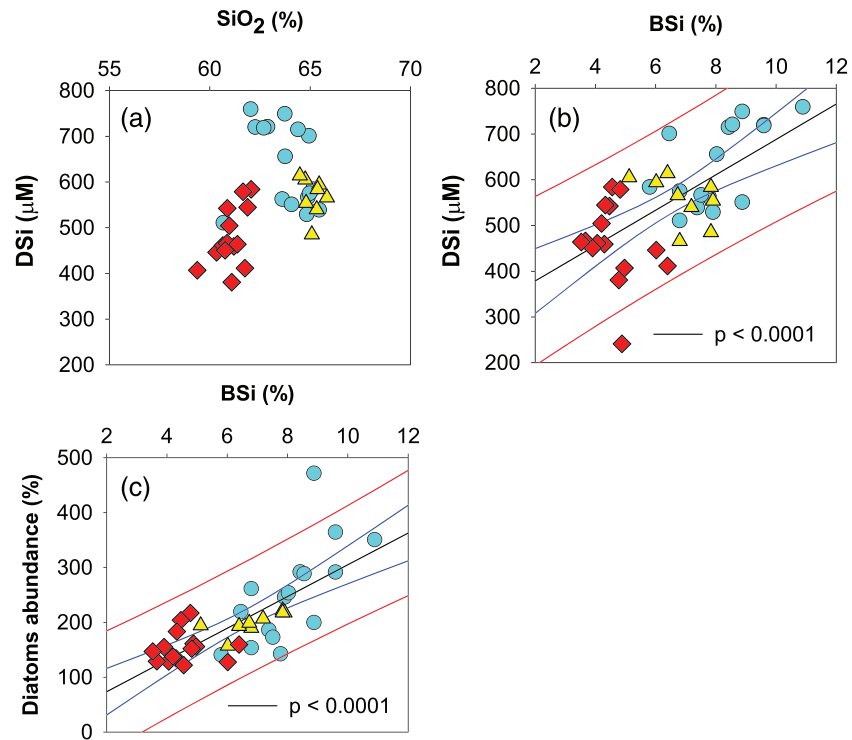 SiO2 (%)
55 60 65 70
800
700
600
500
400
300
200
DSi (µM)
(a)
BSi (%)
2 4 6 8 10 12
800
700
600
500
400
300
200
DSi (µM)
(b)
p < 0.0001
BSi (%)
2 4 6 8 10 12
500
400
300
200
100
0
Diatoms abundance (%)
(c)
p < 0.0001